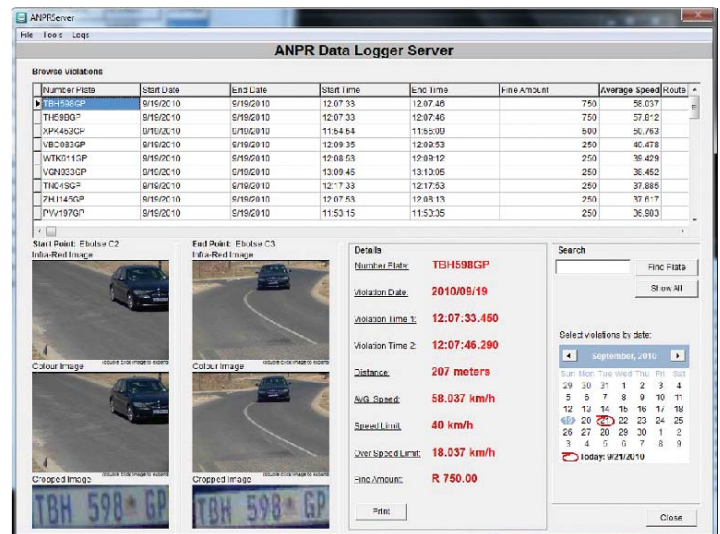 ANPRServer
File Tools Logs
ANPR Data Logger Server
Browse Violations
Number Plate Start Date End Date Start Time End Time Fine Amount Average Speed Route
TBH598GP 9/19/2010 9/19/2010 12:07:33 12:07:46 750 58.037
9/19/2010 9/19/2010 12:07:33 12:07:46 750 57.812
9/19/2010 9/19/2010 11:54:54 11:55:09 500 50.763
9/19/2010 9/19/2010 12:09:35 12:09:53 250 40.478
9/19/2010 9/19/2010 12:08:53 12:09:12 250 39.429
9/19/2010 9/19/2010 13:09:45 13:10:05 250 38.452
9/19/2010 9/19/2010 12:17:33 12:17:53 250 37.885
9/19/2010 9/19/2010 12:07:53 12:08:13 250 37.617
9/19/2010 9/19/2010 11:53:15 11:53:35 250 36.903
Start Point: Ebotse C2 End Point: Ebotse C3
Infra-Red Image Infra-Red Image
Colour Image Colour Image
Cropped Image Cropped Image
TBH 598 GP TBH 598 GP
Details
Number Plate: TBH598GP
Violation Date: 2010/09/19
Violation Time 1: 12:07:33.450
Violation Time 2: 12:07:46.290
Distance: 207 meters
AVG. Speed: 58.037 km/h
Speed Limit: 40 km/h
Over Speed Limit: 18.037 km/h
Fine Amount: R 750.00
Print
Search
Find Plate
Show All
Select violations by date:
September, 2010
Sun Mon Tue Wed Thu Fri Sat
29 30 31 1 2 3 4
5 6 7 8 9 10 11
12 13 14 15 16 17 18
19 20 21 22 23 24 25
26 27 28 29 30 1 2
3 4 5 6 7 8 9
Today: 9/21/2010
Close